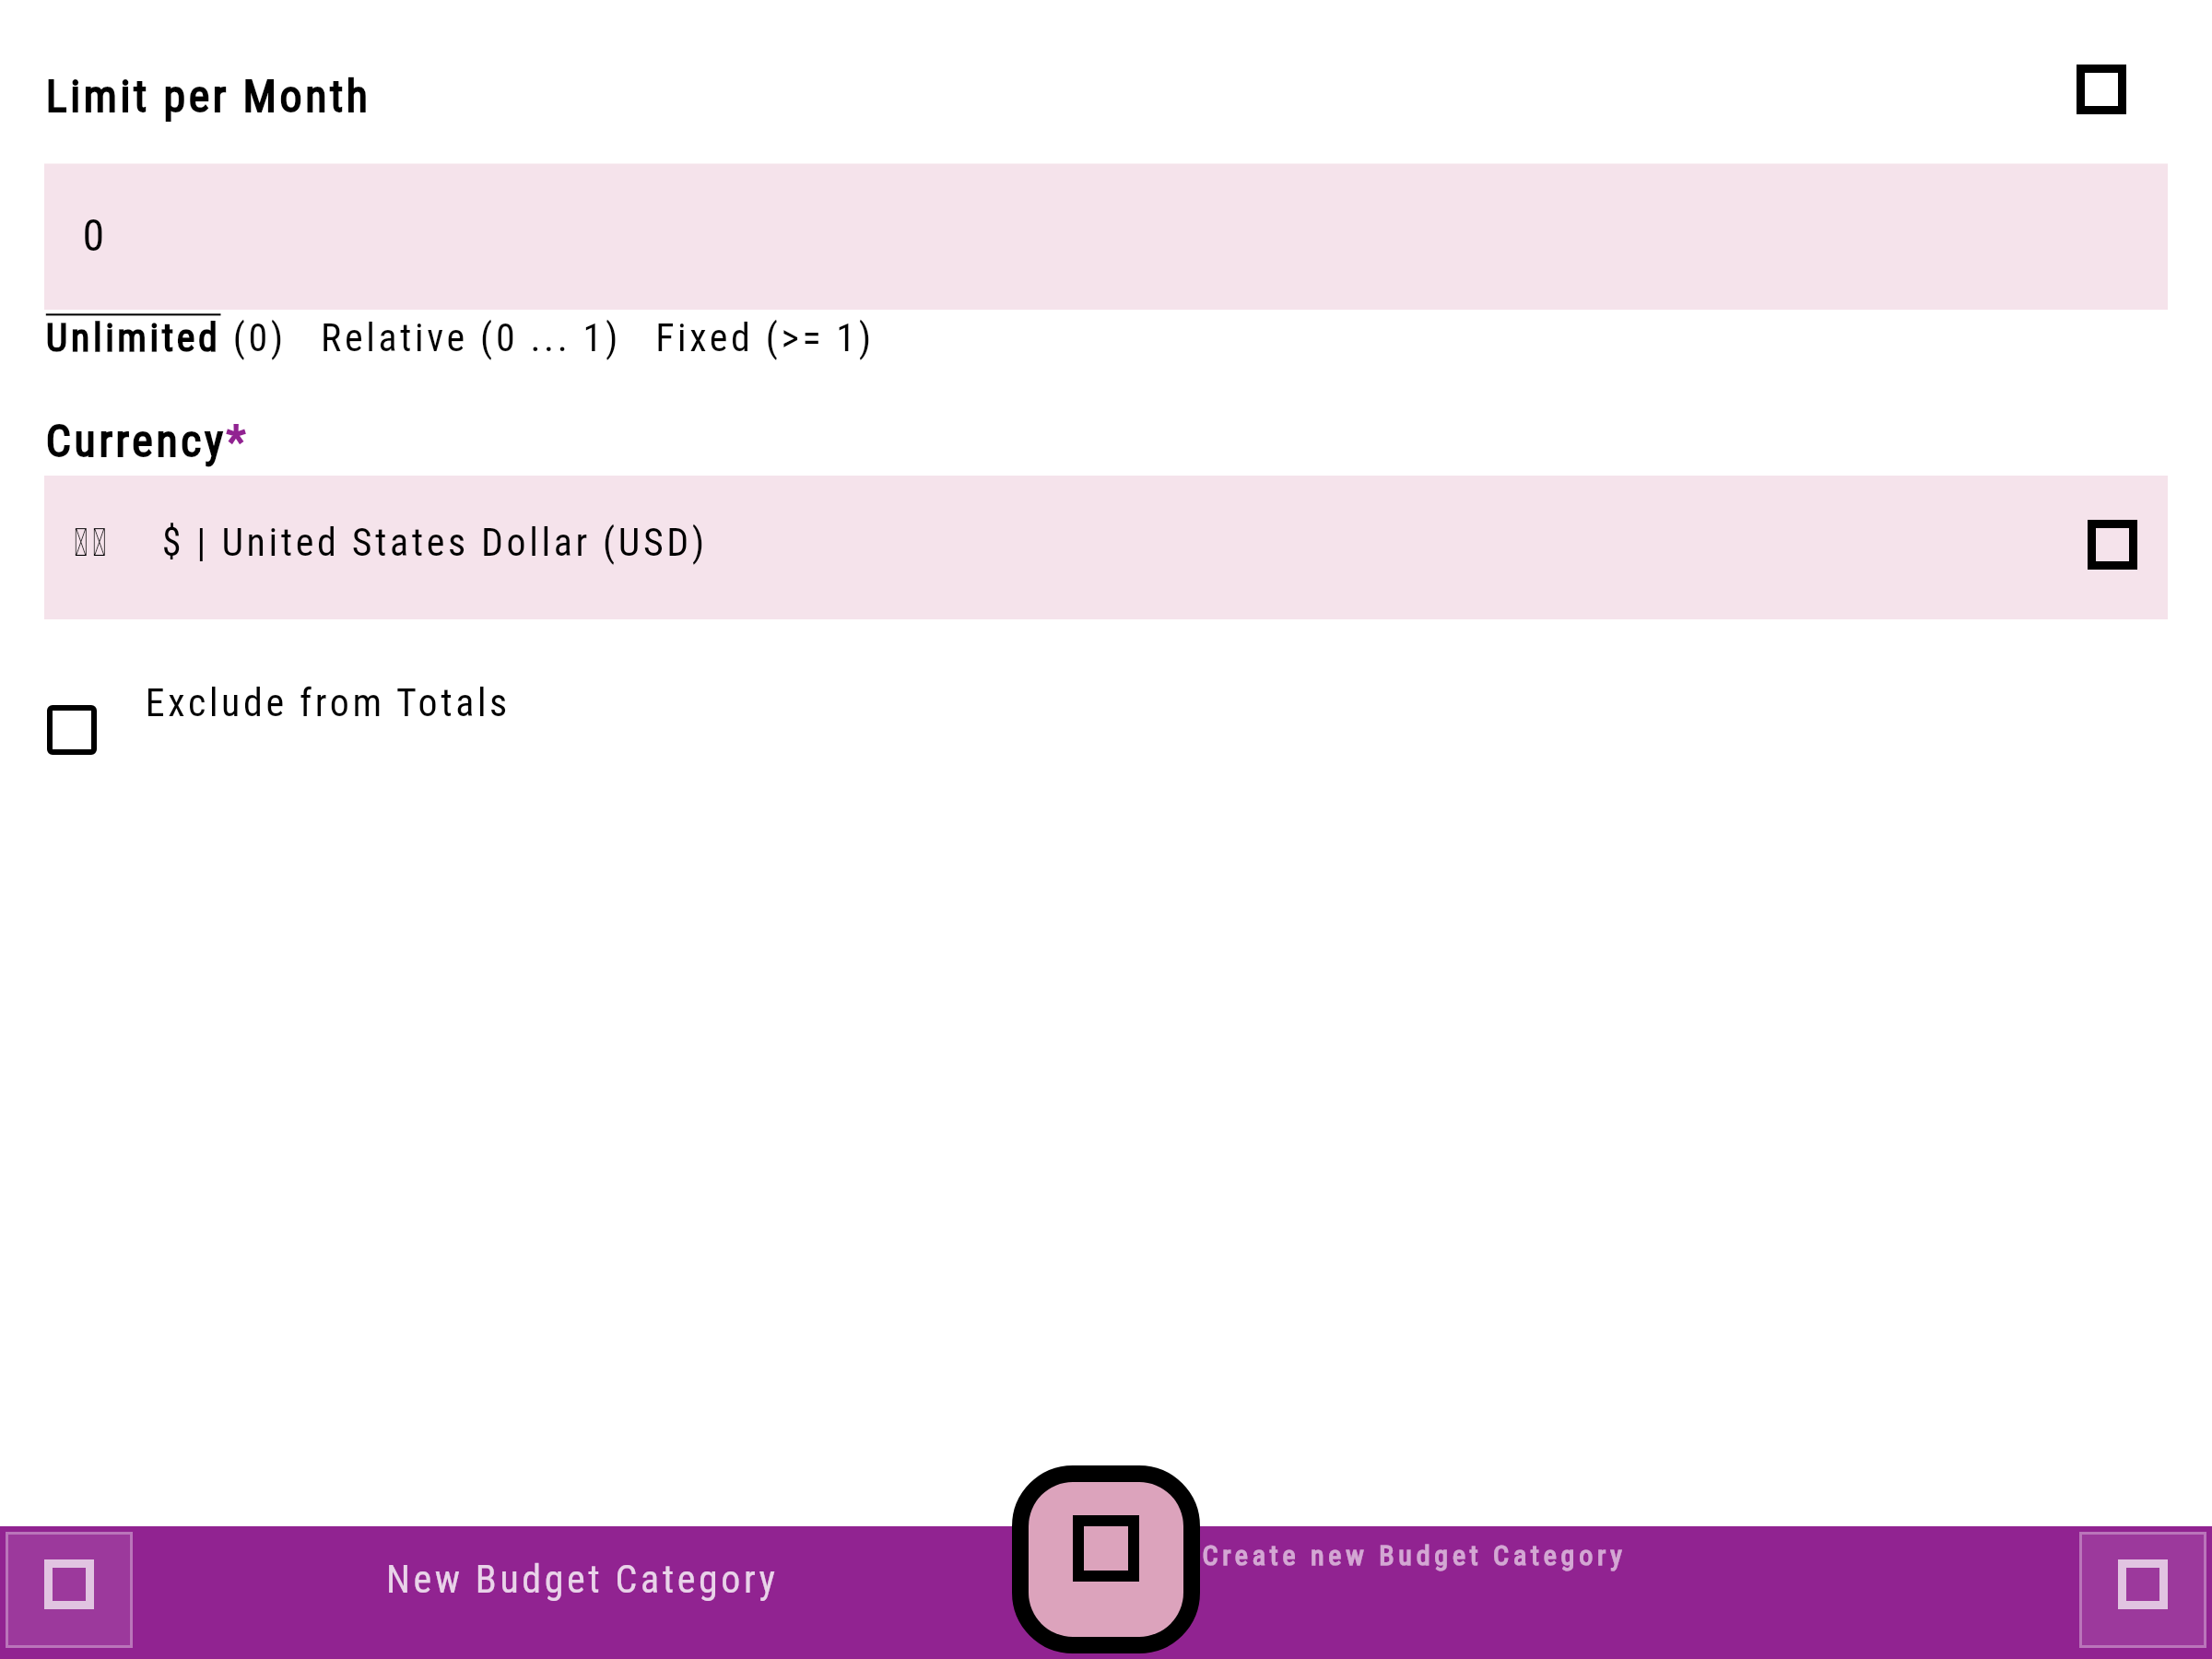 Limit per Month
0
Unlimited (0) Relative (0 ... 1) Fixed (>= 1)
Currency*
$ | United States Dollar (USD)
Exclude from Totals
New Budget Category
Create new Budget Category